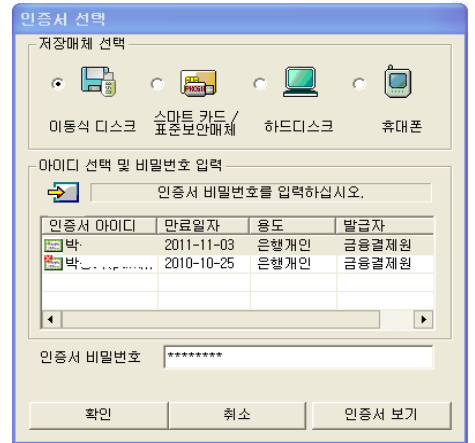 인증서 선택
저장매체 선택
이동식 디스크
스마트 카드 /
표준보안매체
하드디스크
휴대폰
아이디 선택 및 비밀번호 입력
인증서 비밀번호를 입력하십시오.
인증서 아이디 만료일자 용도 발급자
박 2011-11-03 은행개인 금융결제원
박 2010-10-25 은행개인 금융결제원
인증서 비밀번호 ********
확인 취소 인증서 보기